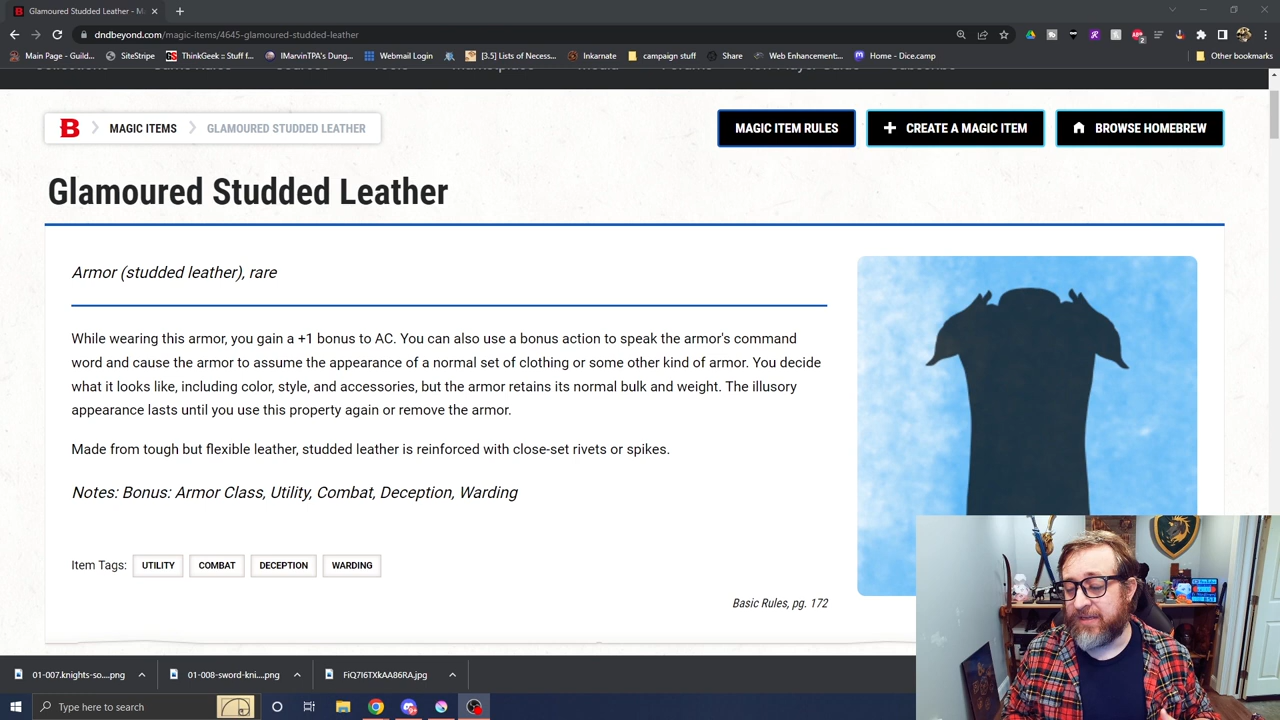 Glamoured Studded Leather - M
dndbeyond.com/magic-items/4645-glamoured-studded-leather
Main Page - Guild...
SiteStripe
ThinkGeek :: Stuff f...
IMarvinTPA's Dung...
Webmail Login
[3.5] Lists of Necess...
Inkarnate
campaign stuff
Share
Web Enhancement:...
Home - Dice.camp
Other bookmarks
B
MAGIC ITEMS
GLAMOURED STUDDED LEATHER
MAGIC ITEM RULES
CREATE A MAGIC ITEM
BROWSE HOMEBREW
Glamoured Studded Leather
Armor (studded leather), rare
While wearing this armor, you gain a +1 bonus to AC. You can also use a bonus action to speak the armor's command
word and cause the armor to assume the appearance of a normal set of clothing or some other kind of armor. You decide
what it looks like, including color, style, and accessories, but the armor retains its normal bulk and weight. The illusory
appearance lasts until you use this property again or remove the armor.
Made from tough but flexible leather, studded leather is reinforced with close-set rivets or spikes.
Notes: Bonus: Armor Class, Utility, Combat, Deception, Warding
Item Tags: UTILITY COMBAT DECEPTION WARDING
Basic Rules, pg. 172
01-007.knights-so....png
01-008-sword-kni....png
FiQ7I6TXkAA86RA.jpg
Type here to search